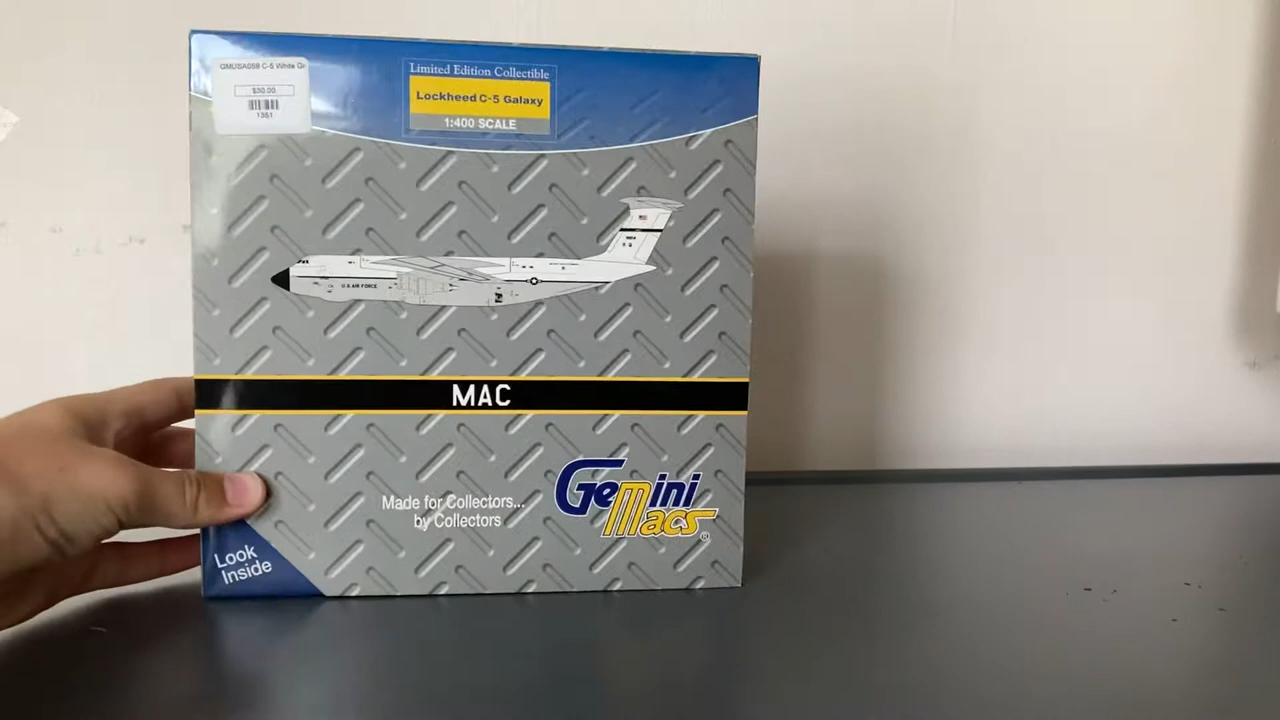 GMUSA059 C-5 White Gr
$30.00
1351
Limited Edition Collectible
Lockheed C-5 Galaxy
1:400 SCALE
U.S. AIR FORCE
MAC
Made for Collectors...
by Collectors
Gemini
Macs®
Look
Inside